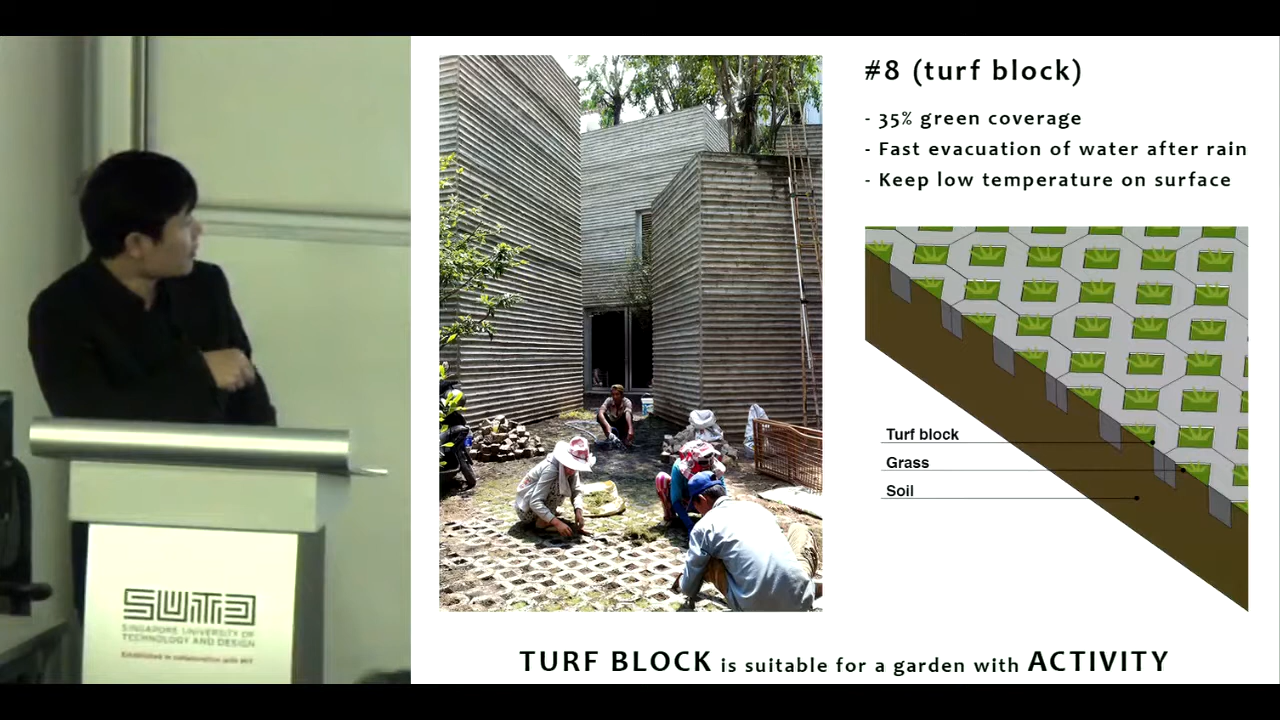 #8 (turf block)
- 35% green coverage
- Fast evacuation of water after rain
- Keep low temperature on surface
Turf block
Grass
Soil
TURF BLOCK is suitable for a garden with ACTIVITY
SUTD
SINGAPORE UNIVERSITY OF
TECHNOLOGY AND DESIGN
Established in collaboration with MIT